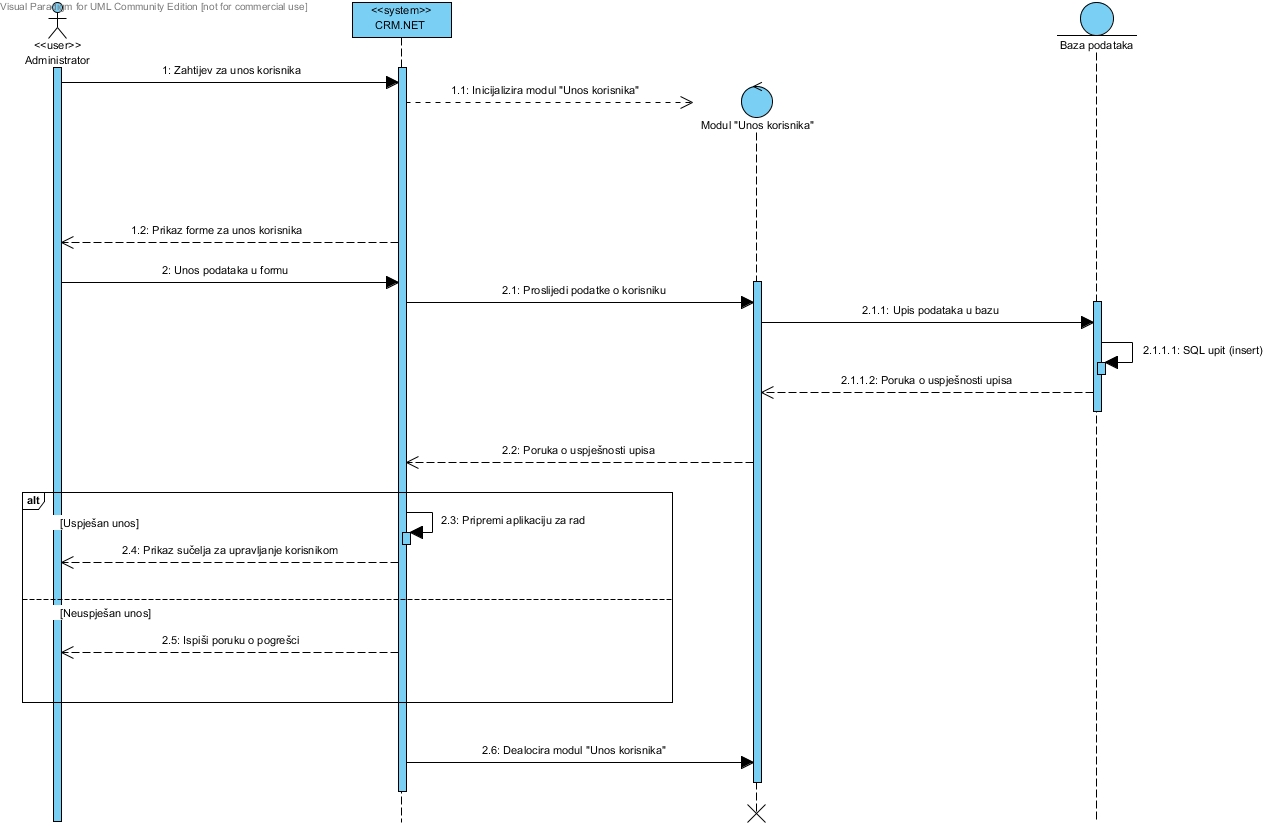 Visual Paradigm for UML Community Edition [not for commercial use]
<<system>>
CRM.NET
<<user>>
Administrator
Baza podataka
1: Zahtijev za unos korisnika
1.1: Inicijalizira modul "Unos korisnika"
Modul "Unos korisnika"
1.2: Prikaz forme za unos korisnika
2: Unos podataka u formu
2.1: Proslijedi podatke o korisniku
2.1.1: Upis podataka u bazu
2.1.1.1: SQL upit (insert)
2.1.1.2: Poruka o uspješnosti upisa
2.2: Poruka o uspješnosti upisa
alt
[Uspješan unos]
2.3: Pripremi aplikaciju za rad
2.4: Prikaz sučelja za upravljanje korisnikom
[Neuspješan unos]
2.5: Ispiši poruku o pogrešci
2.6: Dealocira modul "Unos korisnika"